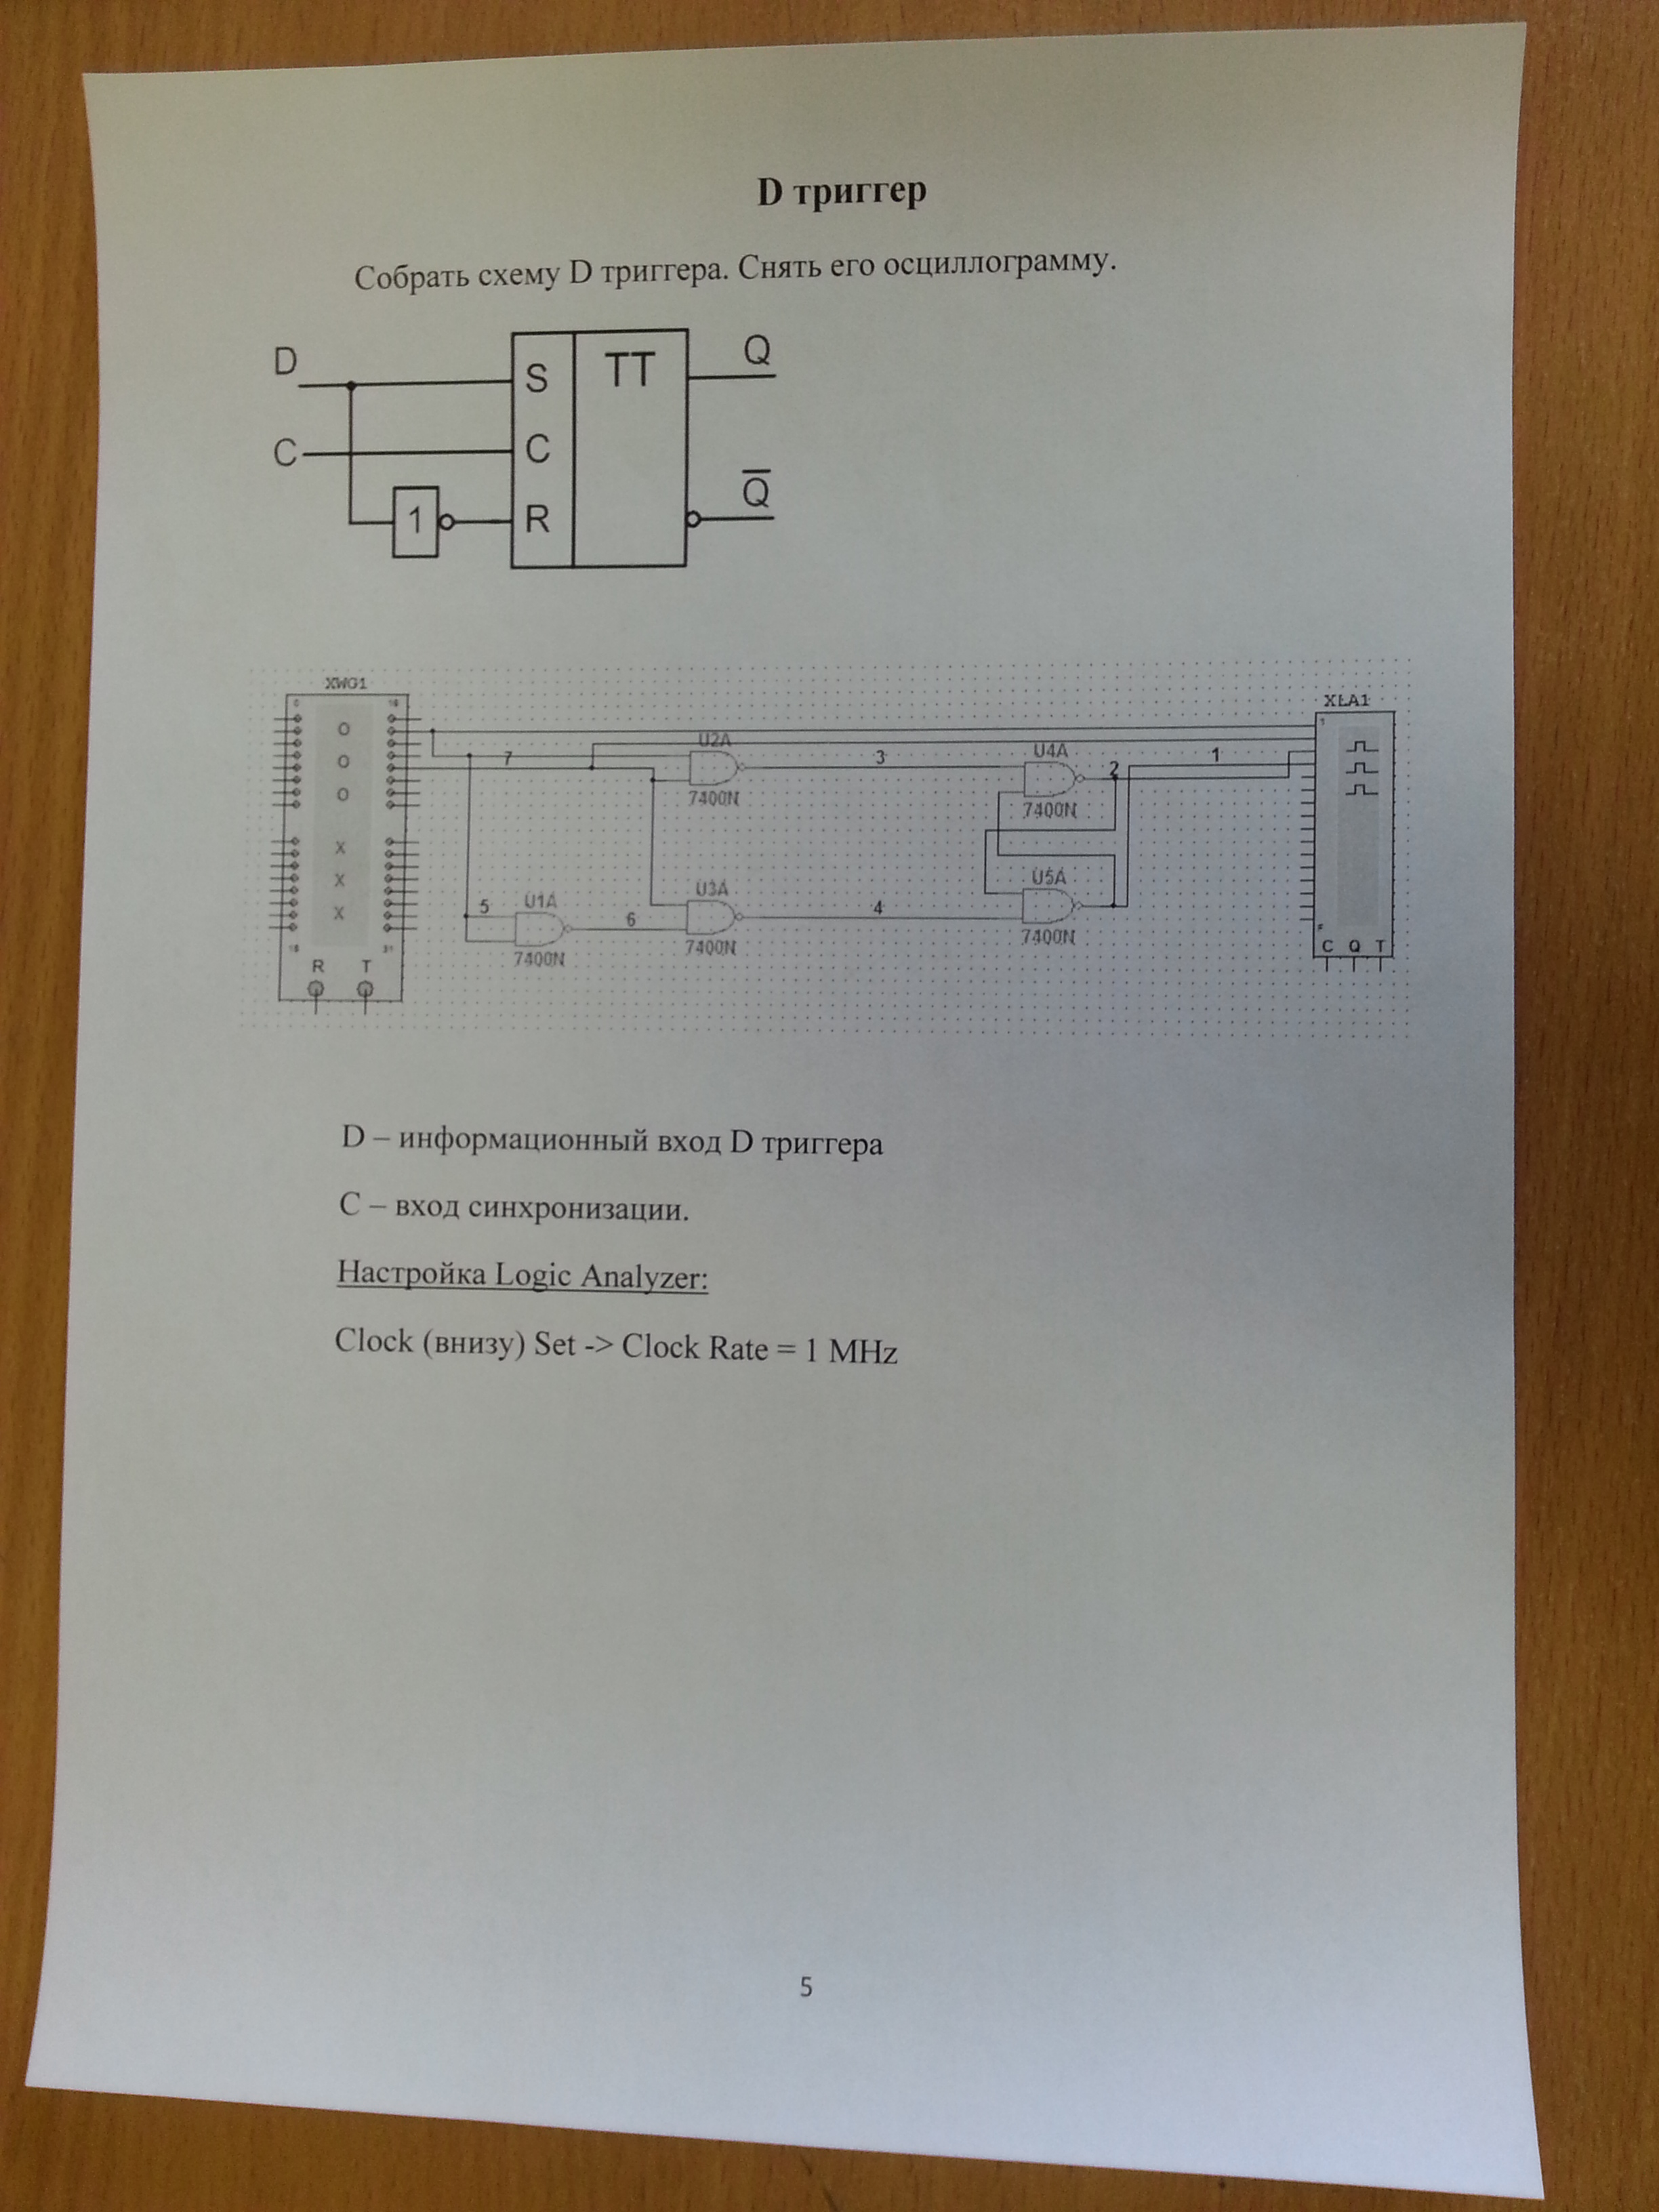 D триггер
Собрать схему D триггера. Снять его осциллограмму.
D
S
TT
Q
C
C
Q̅
1
R
XWG1
XLA1
O
O
O
X
X
X
R
T
7
U2A
7400N
3
U4A
7400N
2
1
5
U1A
7400N
6
U3A
7400N
4
U5A
7400N
C Q T
D – информационный вход D триггера
C – вход синхронизации.
Настройка Logic Analyzer:
Clock (внизу) Set -> Clock Rate = 1 MHz
5